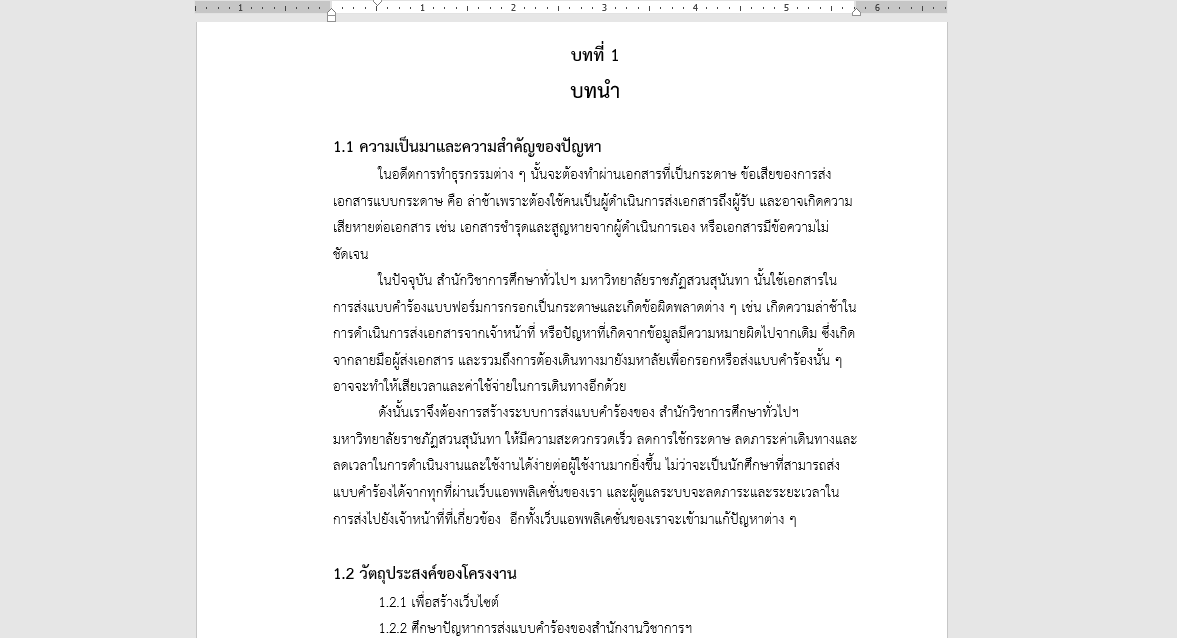 1 1 2 3 4 5 6
บทที่ 1
บทนำ
1.1 ความเป็นมาและความสำคัญของปัญหา
ในอดีตการทำธุรกรรมต่าง ๆ นั้นจะต้องทำผ่านเอกสารที่เป็นกระดาษ ข้อเสียของการส่ง
เอกสารแบบกระดาษ คือ ล่าช้าเพราะต้องใช้คนเป็นผู้ดำเนินการส่งเอกสารถึงผู้รับ และอาจเกิดความ
เสียหายต่อเอกสาร เช่น เอกสารชำรุดและสูญหายจากผู้ดำเนินการเอง หรือเอกสารมีข้อความไม่
ชัดเจน
ในปัจจุบัน สำนักวิชาการศึกษาทั่วไปฯ มหาวิทยาลัยราชภัฏสวนสุนันทา นั้นใช้เอกสารใน
การส่งแบบคำร้องแบบฟอร์มการกรอกเป็นกระดาษและเกิดข้อผิดพลาดต่าง ๆ เช่น เกิดความล่าช้าใน
การดำเนินการส่งเอกสารจากเจ้าหน้าที่ หรือปัญหาที่เกิดจากข้อมูลมีความหมายผิดไปจากเดิม ซึ่งเกิด
จากลายมือผู้ส่งเอกสาร และรวมถึงการต้องเดินทางมายังมหาลัยเพื่อกรอกหรือส่งแบบคำร้องนั้น ๆ
อาจจะทำให้เสียเวลาและค่าใช้จ่ายในการเดินทางอีกด้วย
ดังนั้นเราจึงต้องการสร้างระบบการส่งแบบคำร้องของ สำนักวิชาการศึกษาทั่วไปฯ
มหาวิทยาลัยราชภัฏสวนสุนันทา ให้มีความสะดวกรวดเร็ว ลดการใช้กระดาษ ลดภาระค่าเดินทางและ
ลดเวลาในการดำเนินงานและใช้งานได้ง่ายต่อผู้ใช้งานมากยิ่งขึ้น ไม่ว่าจะเป็นนักศึกษาที่สามารถส่ง
แบบคำร้องได้จากทุกที่ผ่านเว็บแอพพลิเคชั่นของเรา และผู้ดูแลระบบจะลดภาระและระยะเวลาใน
การส่งไปยังเจ้าหน้าที่ที่เกี่ยวข้อง อีกทั้งเว็บแอพพลิเคชั่นของเราจะเข้ามาแก้ปัญหาต่าง ๆ
1.2 วัตถุประสงค์ของโครงงาน
1.2.1 เพื่อสร้างเว็บไซต์
1.2.2 ศึกษาปัญหาการส่งแบบคำร้องของสำนักงานวิชาการฯ